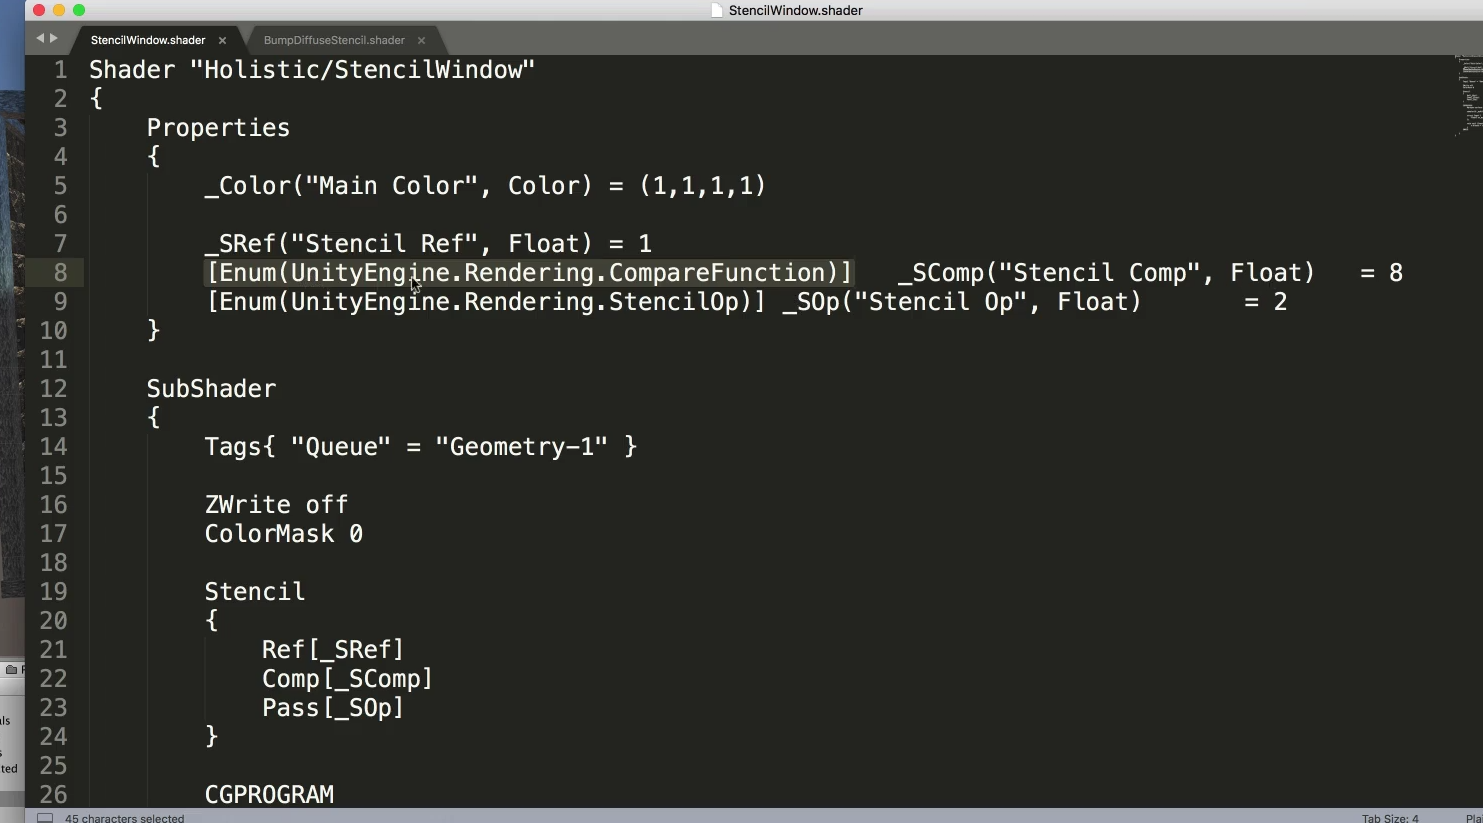 StencilWindow.shader
StencilWindow.shader × BumpDiffuseStencil.shader ×
1 Shader "Holistic/StencilWindow"
2 {
3 Properties
4 {
5 _Color("Main Color", Color) = (1,1,1,1)
6
7 _SRef("Stencil Ref", Float) = 1
8 [Enum(UnityEngine.Rendering.CompareFunction)] _SComp("Stencil Comp", Float) = 8
9 [Enum(UnityEngine.Rendering.StencilOp)] _SOp("Stencil Op", Float) = 2
10 }
11
12 SubShader
13 {
14 Tags{ "Queue" = "Geometry-1" }
15
16 ZWrite off
17 ColorMask 0
18
19 Stencil
20 {
21 Ref[_SRef]
22 Comp[_SComp]
23 Pass[_SOp]
24 }
25
26 CGPROGRAM
45 characters selected Tab Size: 4